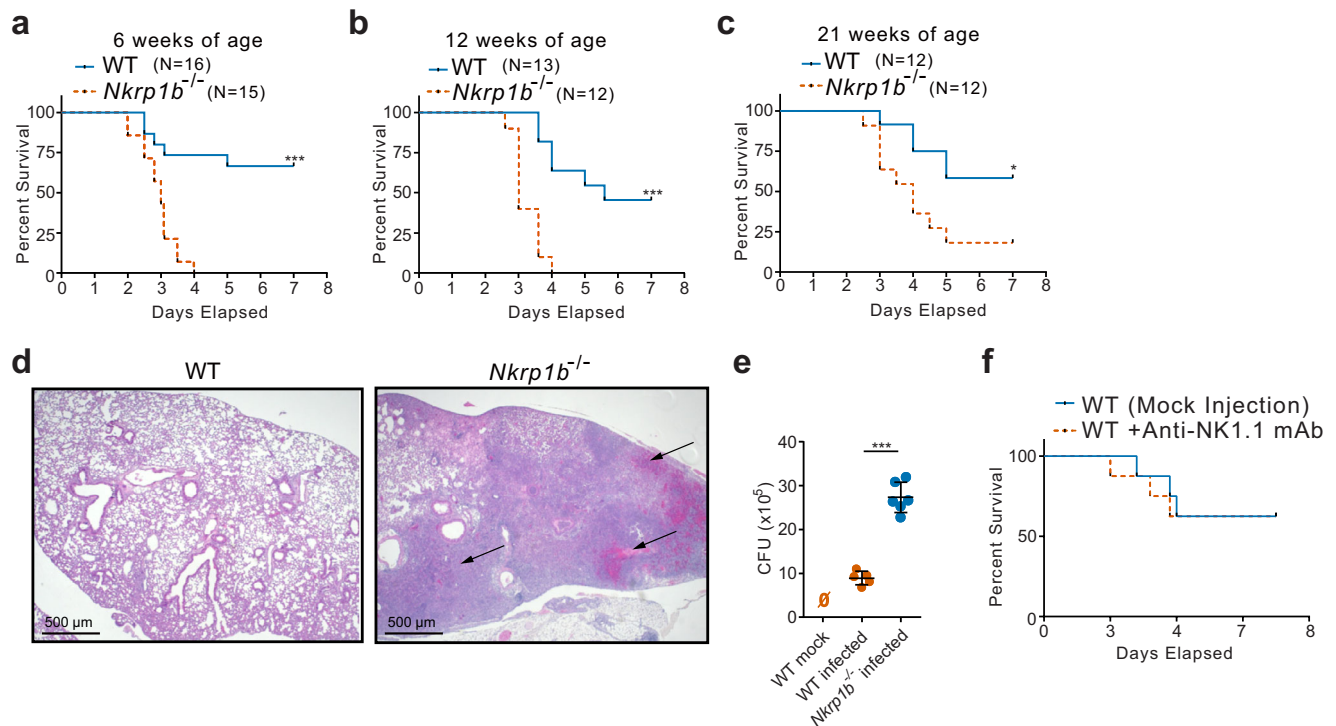 a
6 weeks of age
WT (N=16)
Nkrp1b-/- (N=15)
Percent Survival
100
75
50
25
0
***
0 1 2 3 4 5 6 7 8
Days Elapsed
b
12 weeks of age
WT (N=13)
Nkrp1b-/- (N=12)
Percent Survival
100
75
50
25
0
***
0 1 2 3 4 5 6 7 8
Days Elapsed
c
21 weeks of age
WT (N=12)
Nkrp1b-/- (N=12)
Percent Survival
100
75
50
25
0
*
0 1 2 3 4 5 6 7 8
Days Elapsed
d
WT
Nkrp1b-/-
500 µm
500 µm
e
CFU (x10⁵)
40
30
20
10
0
0
***
WT mock
WT infected
Nkrp1b-/- infected
f
WT (Mock Injection)
WT +Anti-NK1.1 mAb
Percent Survival
100
75
50
25
0
0 3 4 7 8
Days Elapsed